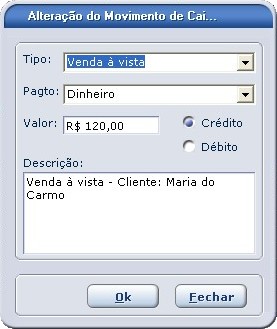 Alteração do Movimento de Cai...
Tipo: Venda à vista
Pagto: Dinheiro
Valor: R$ 120,00
Crédito
Débito
Descrição:
Venda à vista - Cliente: Maria do
Carmo
Ok Fechar